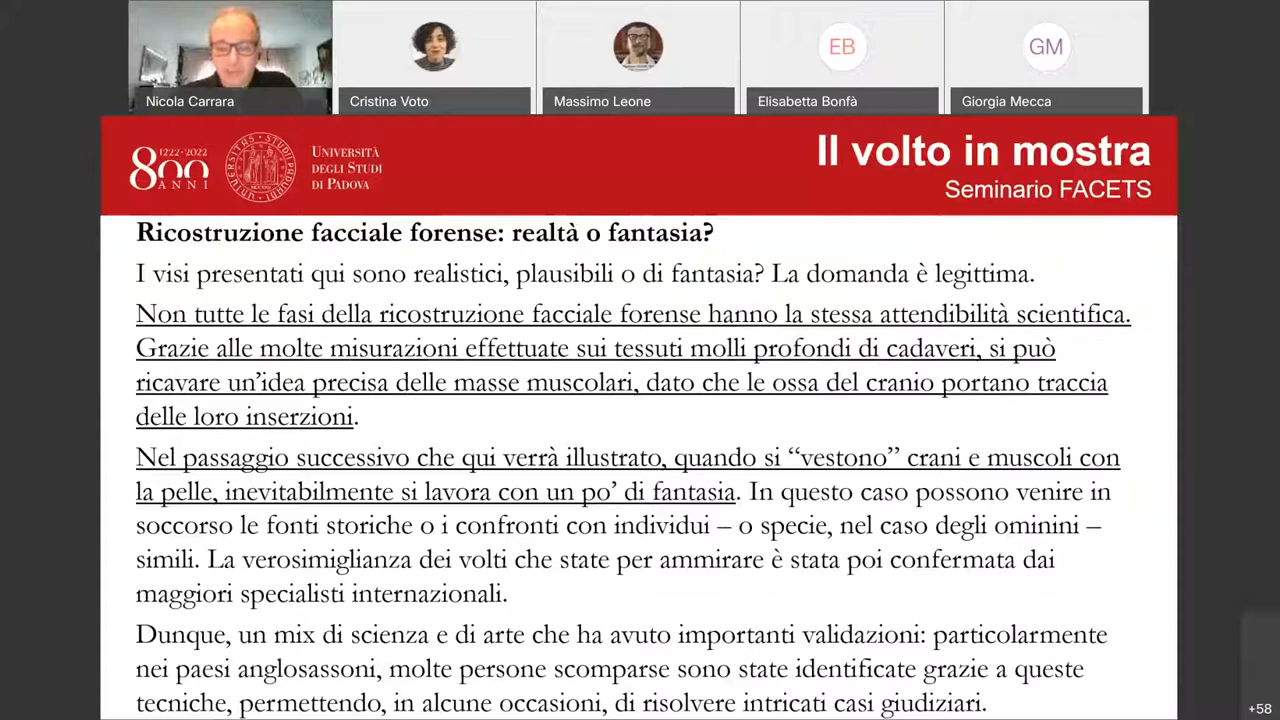 Nicola Carrara
Cristina Voto
Massimo Leone
EB
Elisabetta Bonfà
GM
Giorgia Mecca
1222·2022
800
ANNI
UNIVERSITÀ
DEGLI STUDI
DI PADOVA
Il volto in mostra
Seminario FACETS
Ricostruzione facciale forense: realtà o fantasia?
I visi presentati qui sono realistici, plausibili o di fantasia? La domanda è legittima.
Non tutte le fasi della ricostruzione facciale forense hanno la stessa attendibilità scientifica.
Grazie alle molte misurazioni effettuate sui tessuti molli profondi di cadaveri, si può
ricavare un’idea precisa delle masse muscolari, dato che le ossa del cranio portano traccia
delle loro inserzioni.
Nel passaggio successivo che qui verrà illustrato, quando si “vestono” crani e muscoli con
la pelle, inevitabilmente si lavora con un po’ di fantasia. In questo caso possono venire in
soccorso le fonti storiche o i confronti con individui – o specie, nel caso degli ominini –
simili. La verosimiglianza dei volti che state per ammirare è stata poi confermata dai
maggiori specialisti internazionali.
Dunque, un mix di scienza e di arte che ha avuto importanti validazioni: particolarmente
nei paesi anglosassoni, molte persone scomparse sono state identificate grazie a queste
tecniche, permettendo, in alcune occasioni, di risolvere intricati casi giudiziari.
+58